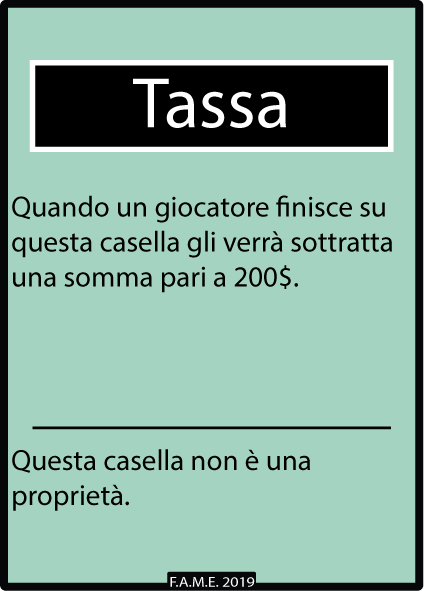 Tassa
Quando un giocatore finisce su
questa casella gli verrà sottratta
una somma pari a 200$.
Questa casella non è una
proprietà.
F.A.M.E. 2019